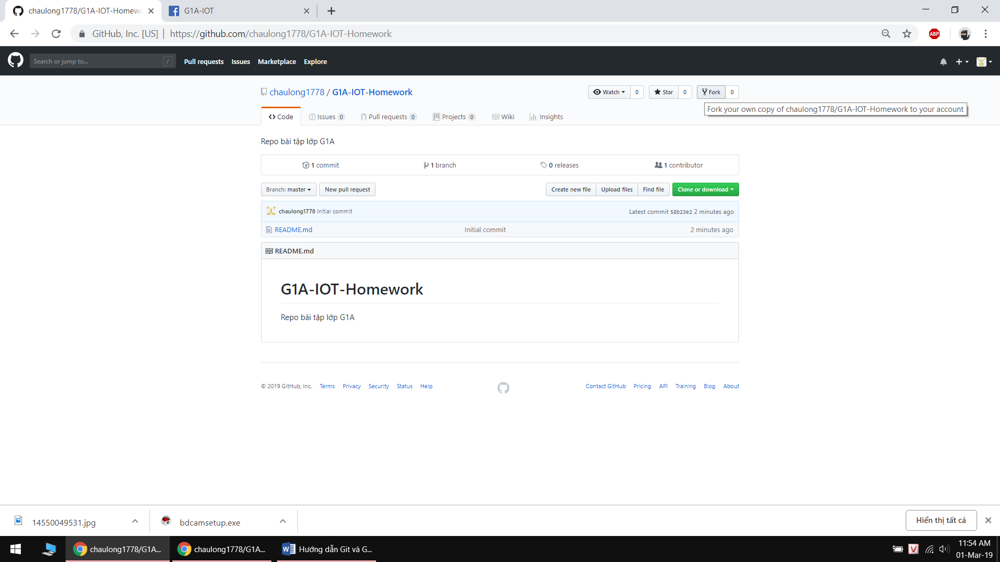 chaulong1778/G1A-IOT-Homewo
G1A-IOT
GitHub, Inc. [US] | https://github.com/chaulong1778/G1A-IOT-Homework
ABP
Search or jump to...
/
Pull requests Issues Marketplace Explore
chaulong1778 / G1A-IOT-Homework
Watch 0
Star 0
Fork 0
Fork your own copy of chaulong1778/G1A-IOT-Homework to your account
Code
Issues 0
Pull requests 0
Projects 0
Wiki
Insights
Repo bài tập lớp G1A
1 commit
1 branch
0 releases
1 contributor
Branch: master
New pull request
Create new file
Upload files
Find file
Clone or download
chaulong1778 Initial commit
Latest commit 58b23e2 2 minutes ago
README.md
Initial commit
2 minutes ago
README.md
G1A-IOT-Homework
Repo bài tập lớp G1A
© 2019 GitHub, Inc. Terms Privacy Security Status Help
Contact GitHub Pricing API Training Blog About
14550049531.jpg
bdcamsetup.exe
Hiển thị tất cả
chaulong1778/G1A...
chaulong1778/G1A...
Hướng dẫn Git và G...
V
11:54 AM
01-Mar-19